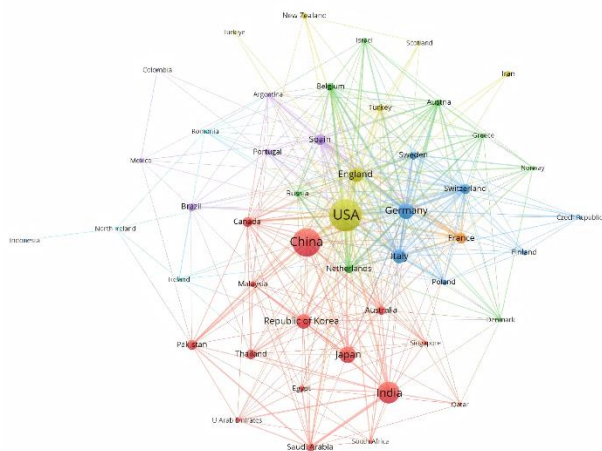 New Zealand
Turkiye
Scotland
Israel
Colombia
Iran
Belgium
Argentina
Turkey
Austria
Romania
Greece
Spain
Portugal
Sweden
Mexico
Norway
England
Switzerland
Russia
Brazil
USA
Germany
Czech Republic
Canada
North Ireland
China
France
Indonesia
Italy
Finland
Netherlands
Ireland
Malaysia
Poland
Australia
Republic of Korea
Denmark
Pakistan
Thailand
Japan
Singapore
Egypt
India
Qatar
U Arab Emirates
South Africa
Saudi Arabia